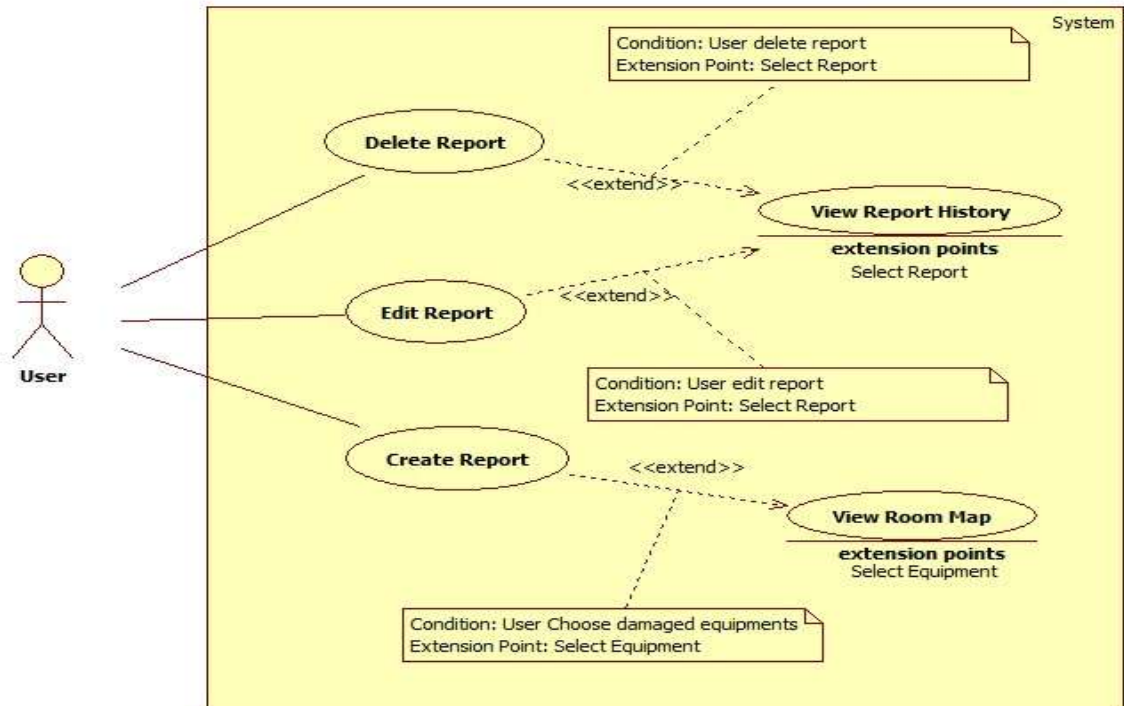 System
Condition: User delete report
Extension Point: Select Report
Delete Report
<<extend>>
View Report History
extension points
Select Report
<<extend>>
Edit Report
User
Condition: User edit report
Extension Point: Select Report
Create Report
<<extend>>
View Room Map
extension points
Select Equipment
Condition: User Choose damaged equipments
Extension Point: Select Equipment